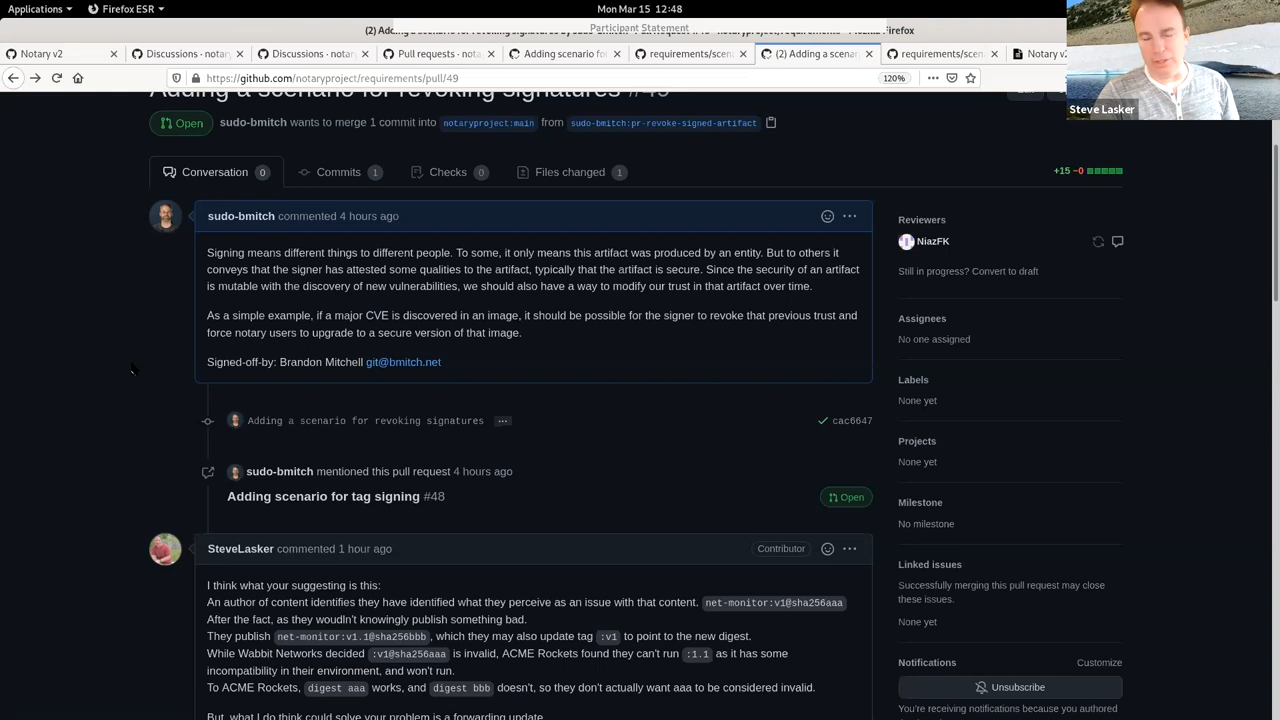 Applications Firefox ESR Mon Mar 15 12:48
Participant Statement
Notary v2 Discussions - notar Discussions - notar Pull requests · nota Adding scenario fo requirements/scen (2) Adding a scenar requirements/scen Notary v
https://github.com/notaryproject/requirements/pull/49 120%
Steve Lasker
Adding a scenario for revoking signatures #49
Open sudo-bmitch wants to merge 1 commit into notaryproject:main from sudo-bmitch:pr-revoke-signed-artifact
Conversation 0 Commits 1 Checks 0 Files changed 1 +15 −0
sudo-bmitch commented 4 hours ago
Signing means different things to different people. To some, it only means this artifact was produced by an entity. But to others it
conveys that the signer has attested some qualities to the artifact, typically that the artifact is secure. Since the security of an artifact
is mutable with the discovery of new vulnerabilities, we should also have a way to modify our trust in that artifact over time.
As a simple example, if a major CVE is discovered in an image, it should be possible for the signer to revoke that previous trust and
force notary users to upgrade to a secure version of that image.
Signed-off-by: Brandon Mitchell git@bmitch.net
Adding a scenario for revoking signatures ... cac6647
sudo-bmitch mentioned this pull request 4 hours ago
Adding scenario for tag signing #48 Open
SteveLasker commented 1 hour ago Contributor
I think what your suggesting is this:
An author of content identifies they have identified what they perceive as an issue with that content. net-monitor:v1@sha256aaa
After the fact, as they woudln't knowingly publish something bad.
They publish net-monitor:v1.1@sha256bbb, which they may also update tag :v1 to point to the new digest.
While Wabbit Networks decided :v1@sha256aaa is invalid, ACME Rockets found they can't run :1.1 as it has some
incompatibility in their environment, and won't run.
To ACME Rockets, digest aaa works, and digest bbb doesn't, so they don't actually want aaa to be considered invalid.
But, what I do think could solve your problem is a forwarding update.
Reviewers
NiazFK
Still in progress? Convert to draft
Assignees
No one assigned
Labels
None yet
Projects
None yet
Milestone
No milestone
Linked issues
Successfully merging this pull request may close
these issues.
None yet
Notifications Customize
Unsubscribe
You're receiving notifications because you authored